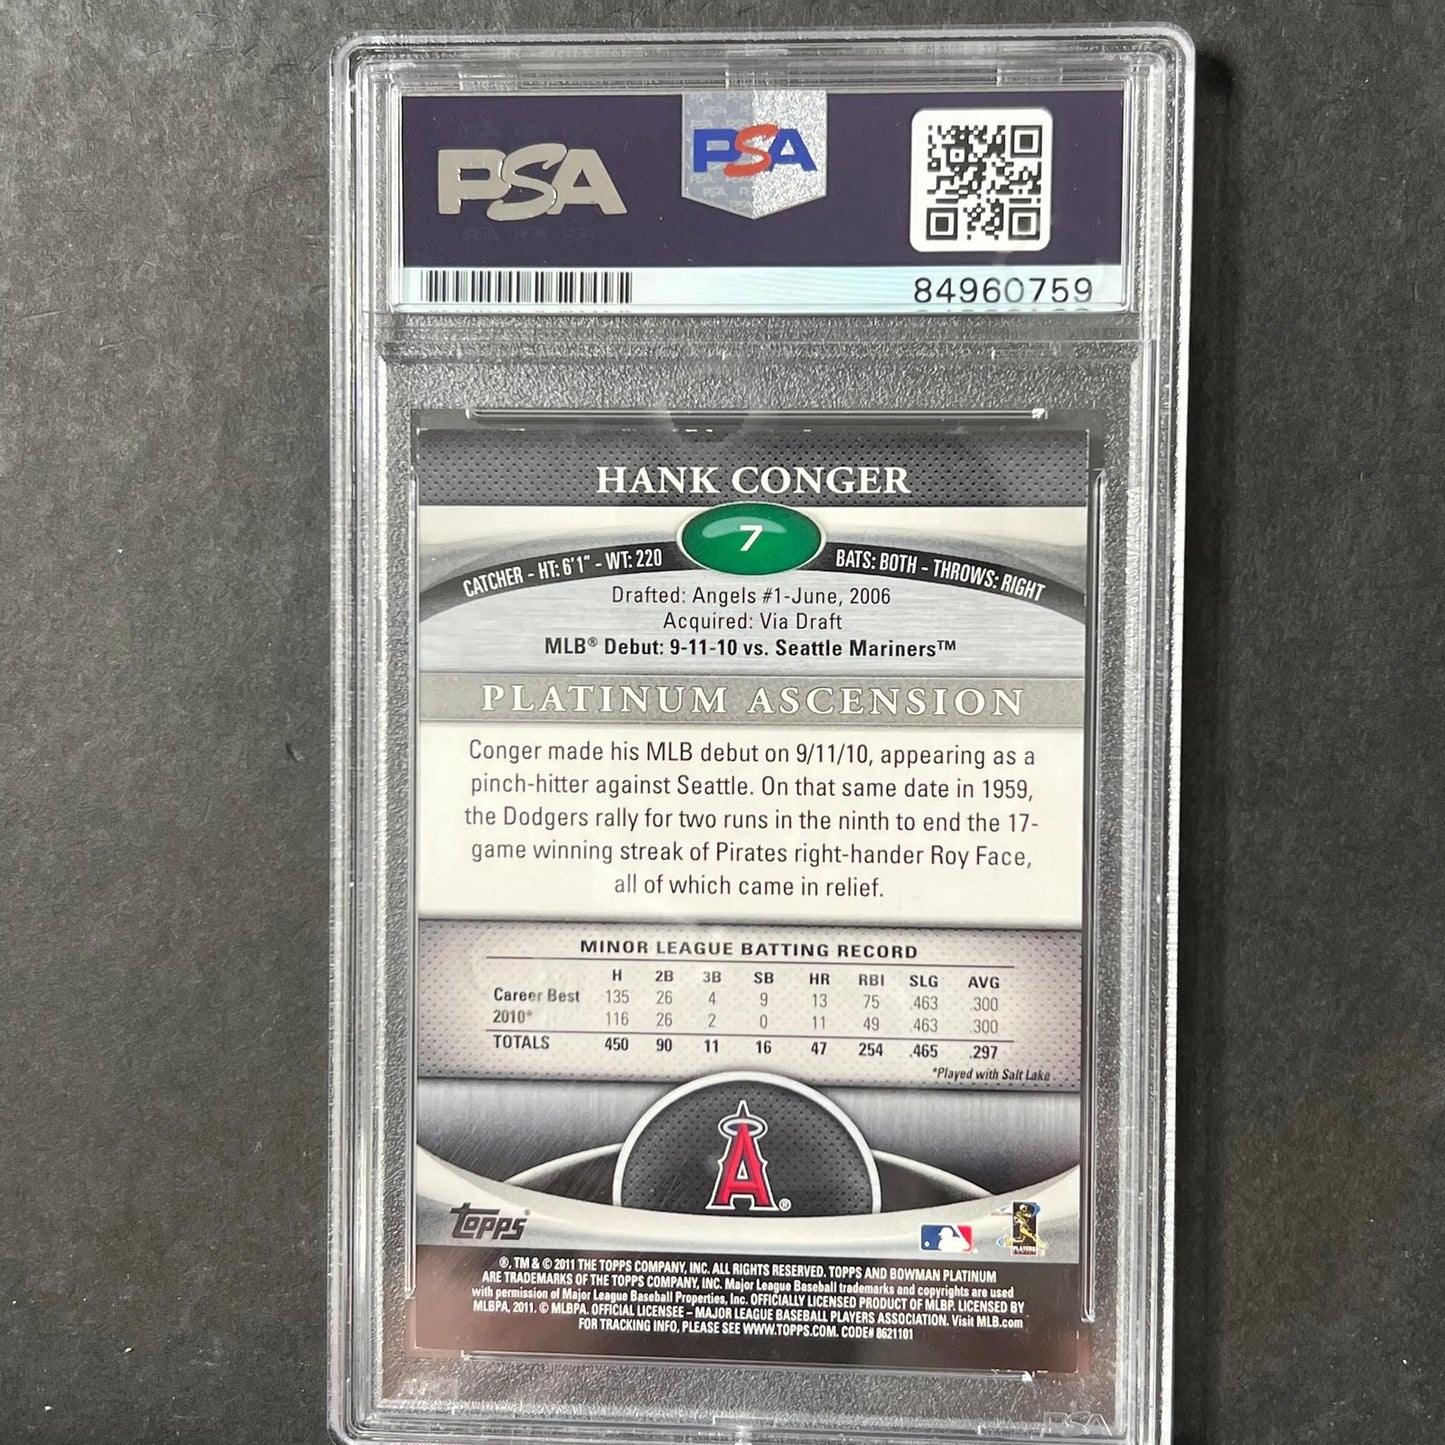 PSA
PSA
84960759
HANK CONGER
7
CATCHER - HT: 6'1" - WT: 220
BATS: BOTH - THROWS: RIGHT
Drafted: Angels #1-June, 2006
Acquired: Via Draft
MLB® Debut: 9-11-10 vs. Seattle Mariners™
PLATINUM ASCENSION
Conger made his MLB debut on 9/11/10, appearing as a
pinch-hitter against Seattle. On that same date in 1959,
the Dodgers rally for two runs in the ninth to end the 17-
game winning streak of Pirates right-hander Roy Face,
all of which came in relief.
MINOR LEAGUE BATTING RECORD
H 2B 3B SB HR RBI SLG AVG
Career Best 135 26 4 9 13 75 .463 .300
2010* 116 26 2 0 11 49 .463 .300
TOTALS 450 90 11 16 47 254 .465 .297
*Played with Salt Lake
A®
topps®
®, TM & © 2011 THE TOPPS COMPANY, INC. ALL RIGHTS RESERVED. TOPPS AND BOWMAN PLATINUM
ARE TRADEMARKS OF THE TOPPS COMPANY, INC. Major League Baseball trademarks and copyrights are used
with permission of Major League Baseball Properties, Inc. OFFICIALLY LICENSED PRODUCT OF MLBP. LICENSED BY
MLBPA, 2011. © MLBPA. OFFICIAL LICENSEE – MAJOR LEAGUE BASEBALL PLAYERS ASSOCIATION. Visit MLB.com
FOR TRACKING INFO, PLEASE SEE WWW.TOPPS.COM. CODE# 8621101
PSA